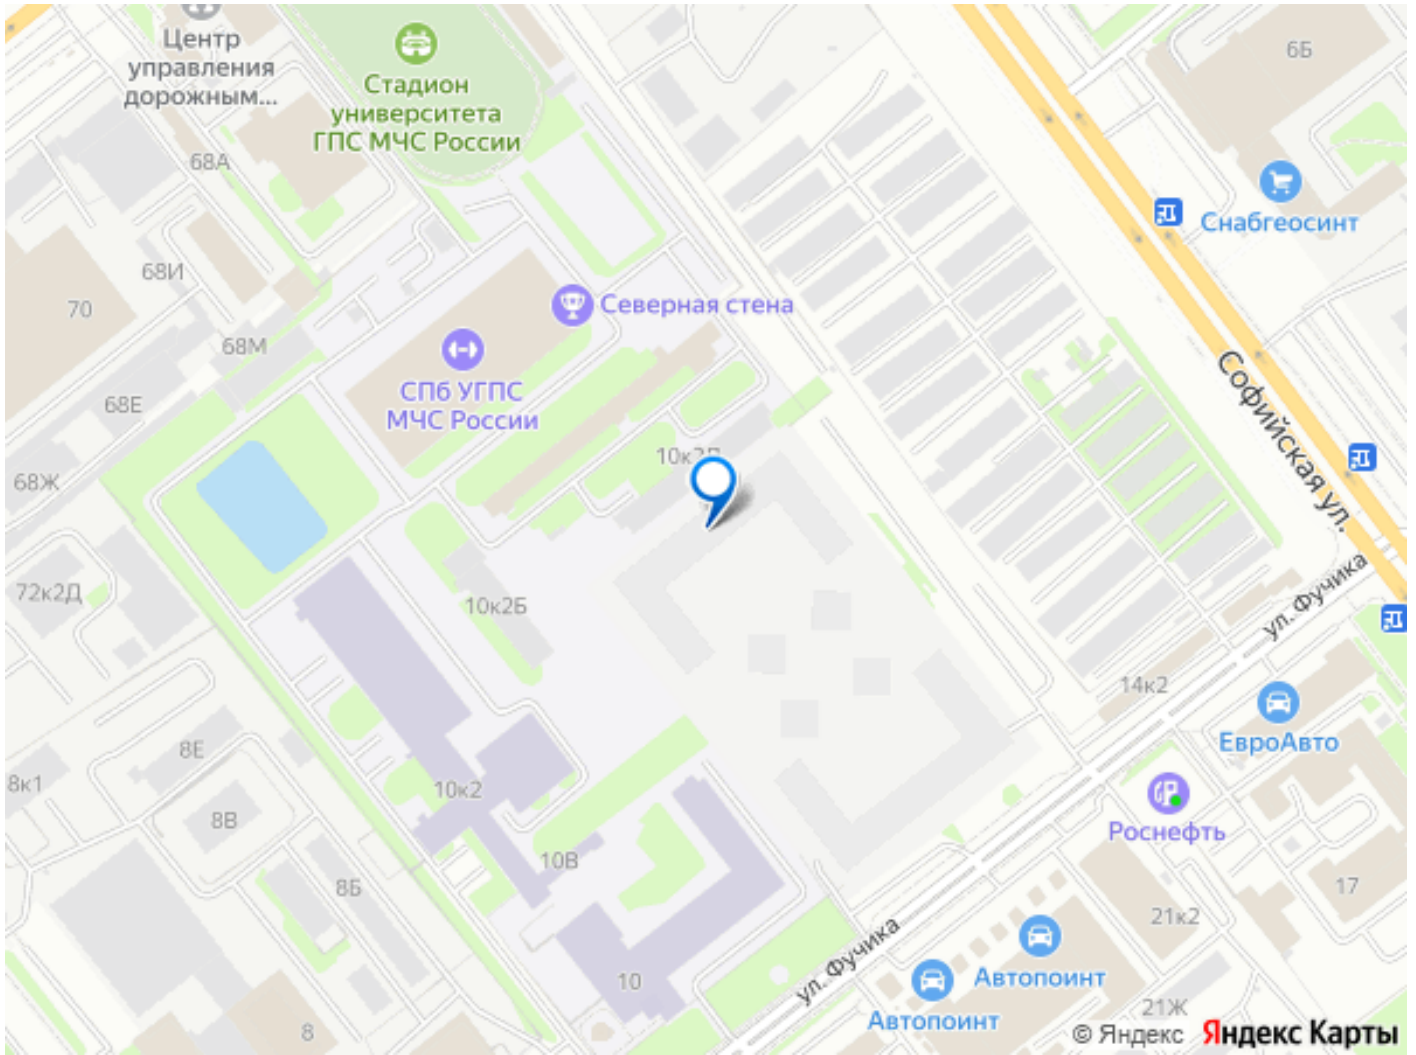 Центр
управления
дорожным...
Стадион
университета
ГПС МЧС России
6Б
68А
Снабгеосинт
68И
70
Северная стена
68М
СПб УГПС
МЧС России
68Е
Софийская ул.
68Ж
72к2Д
10к2Б
ул. Фучика
14к2
ЕвроАвто
8Е
8к1
10к2
8В
Роснефть
10В
8Б
17
21к2
ул. Фучика
10
Автопоинт
Автопоинт
21Ж
8
© Яндекс Яндекс Карты